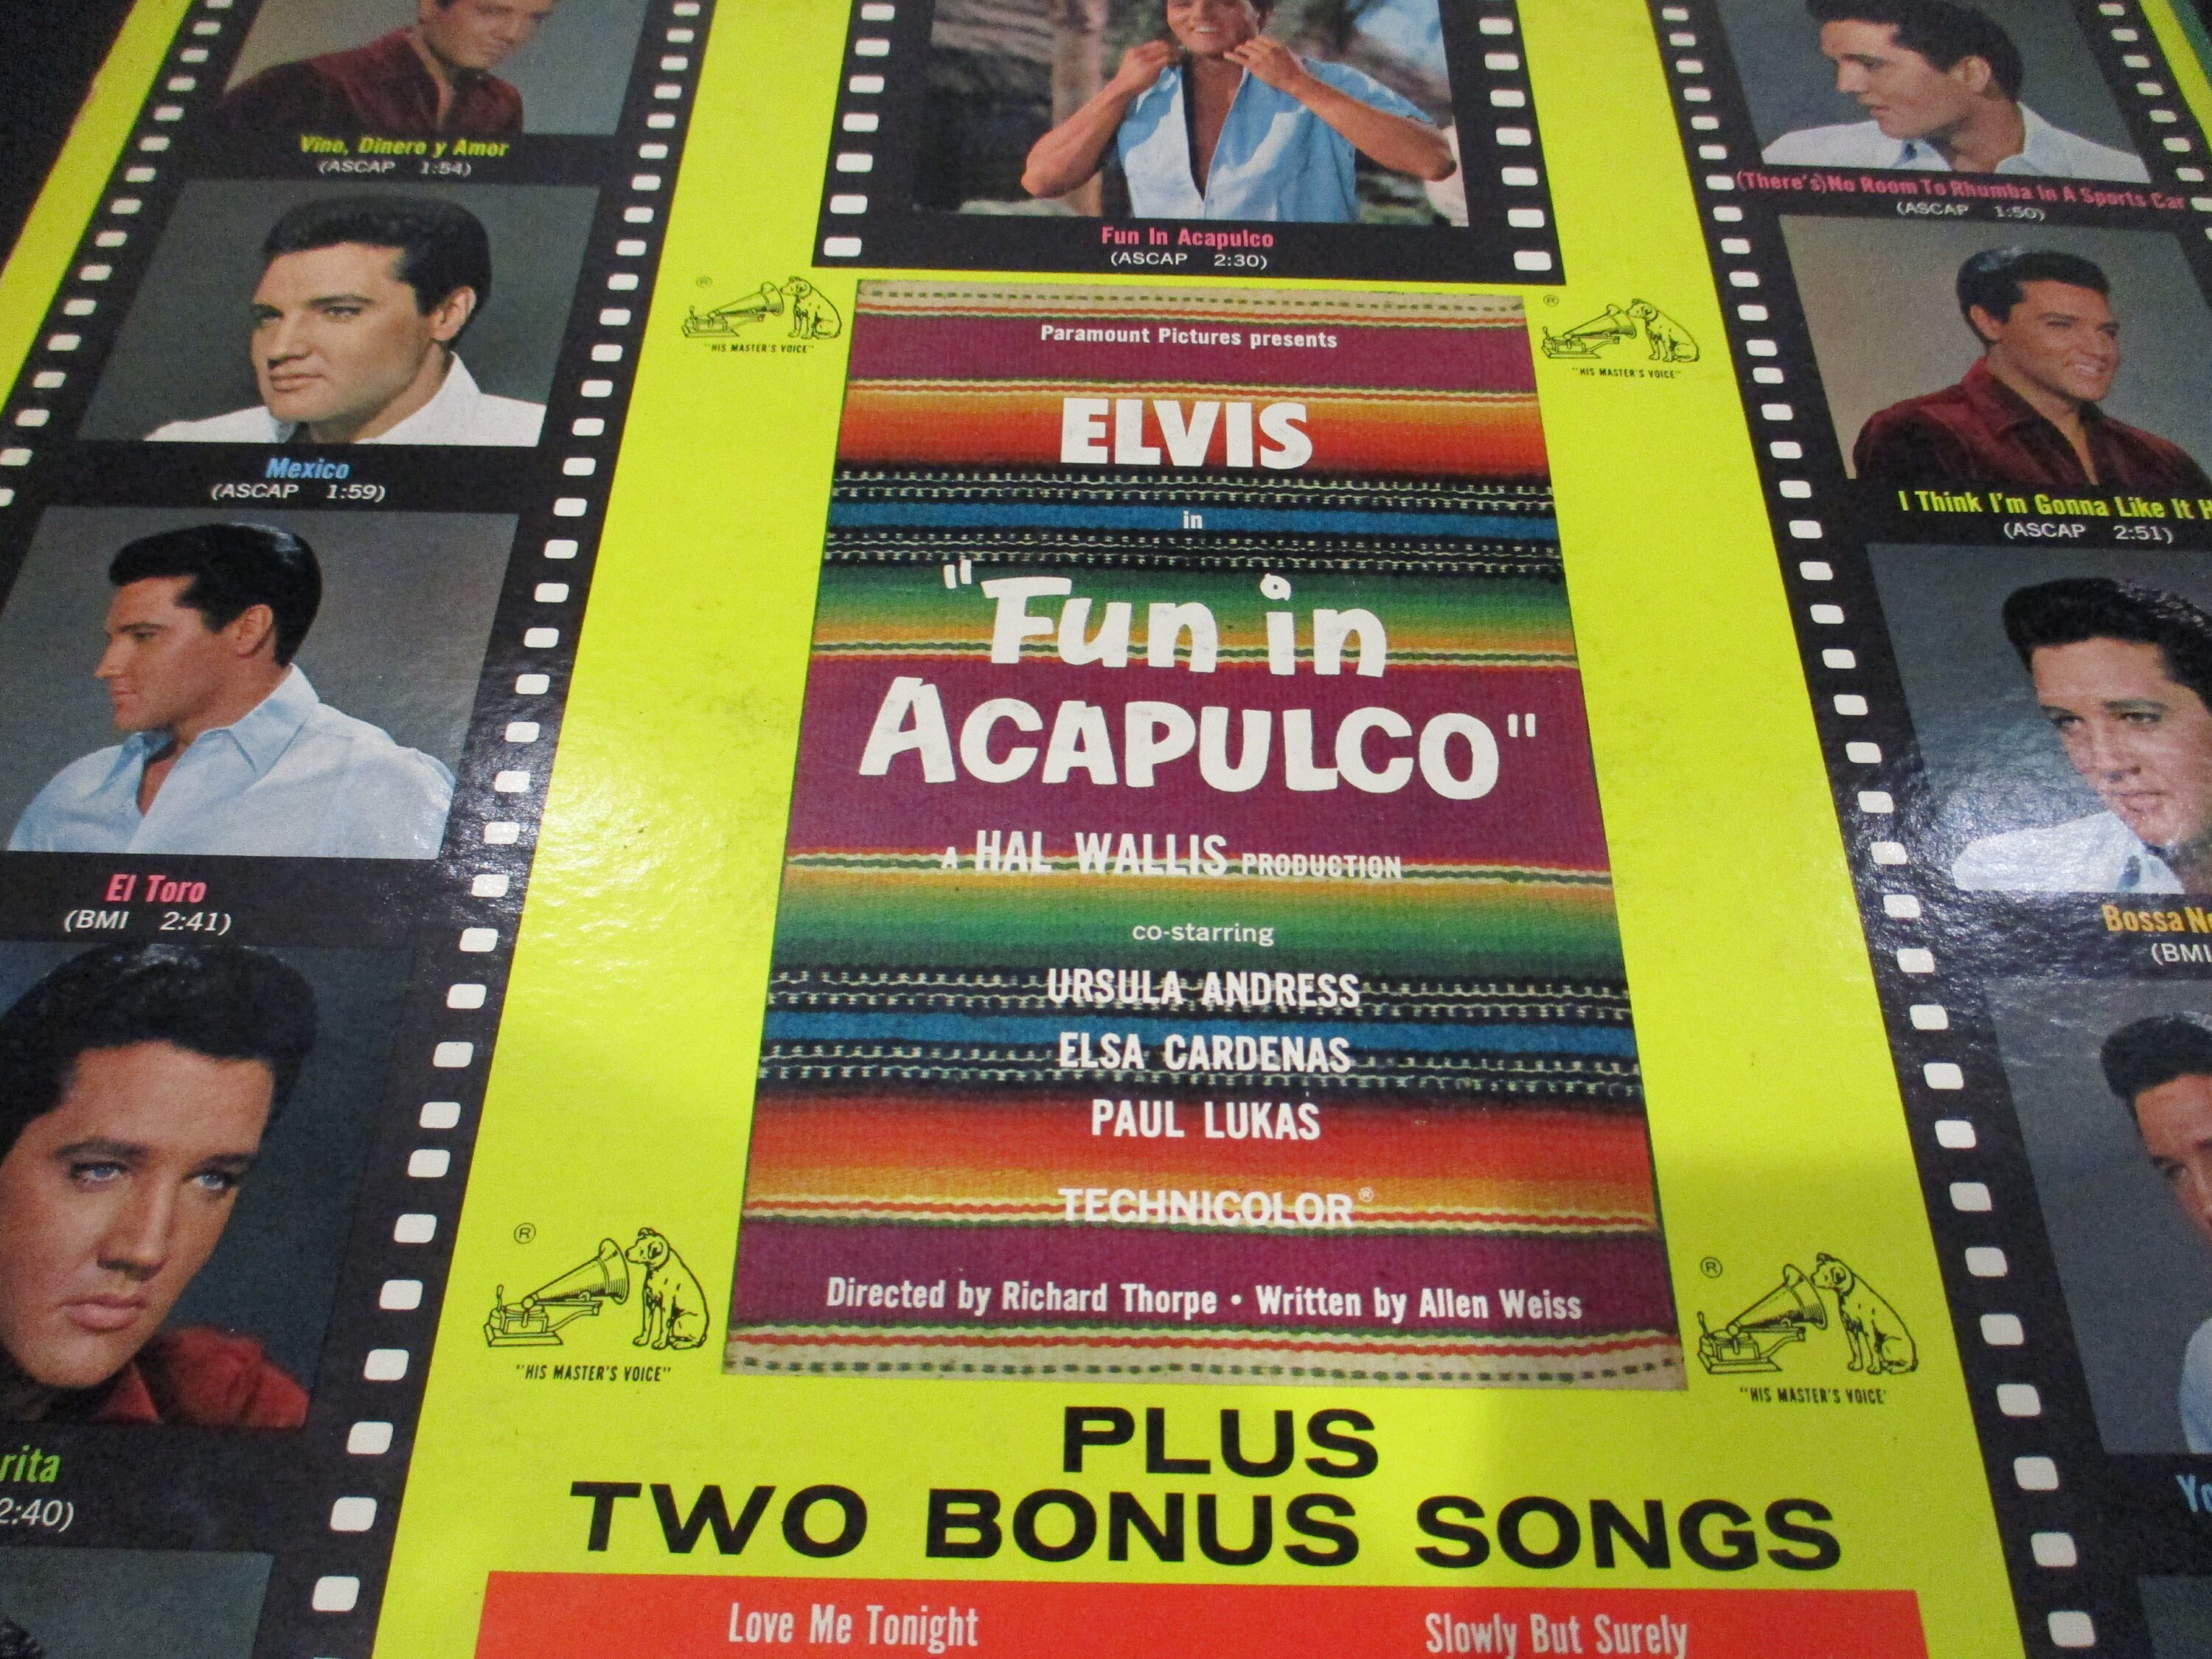 Vino, Dinero y Amor
(ASCAP 1:54)
Mexico
(ASCAP 1:59)
El Toro
(BMI 2:41)
rita
2:40)
Fun In Acapulco
(ASCAP 2:30)
®
"HIS MASTER'S VOICE"
®
"HIS MASTER'S VOICE"
Paramount Pictures presents
ELVIS
in
"Fun in
ACAPULCO"
A HAL WALLIS PRODUCTION
co-starring
URSULA ANDRESS
ELSA CARDENAS
PAUL LUKAS
TECHNICOLOR®
Directed by Richard Thorpe • Written by Allen Weiss
®
"HIS MASTER'S VOICE"
®
"HIS MASTER'S VOICE'
PLUS
TWO BONUS SONGS
Love Me Tonight
Slowly But Surely
(There's)No Room To Rhumba In A Sports Car
(ASCAP 1:50)
I Think I'm Gonna Like It H
(ASCAP 2:51)
Bossa N
(BMI
Yo